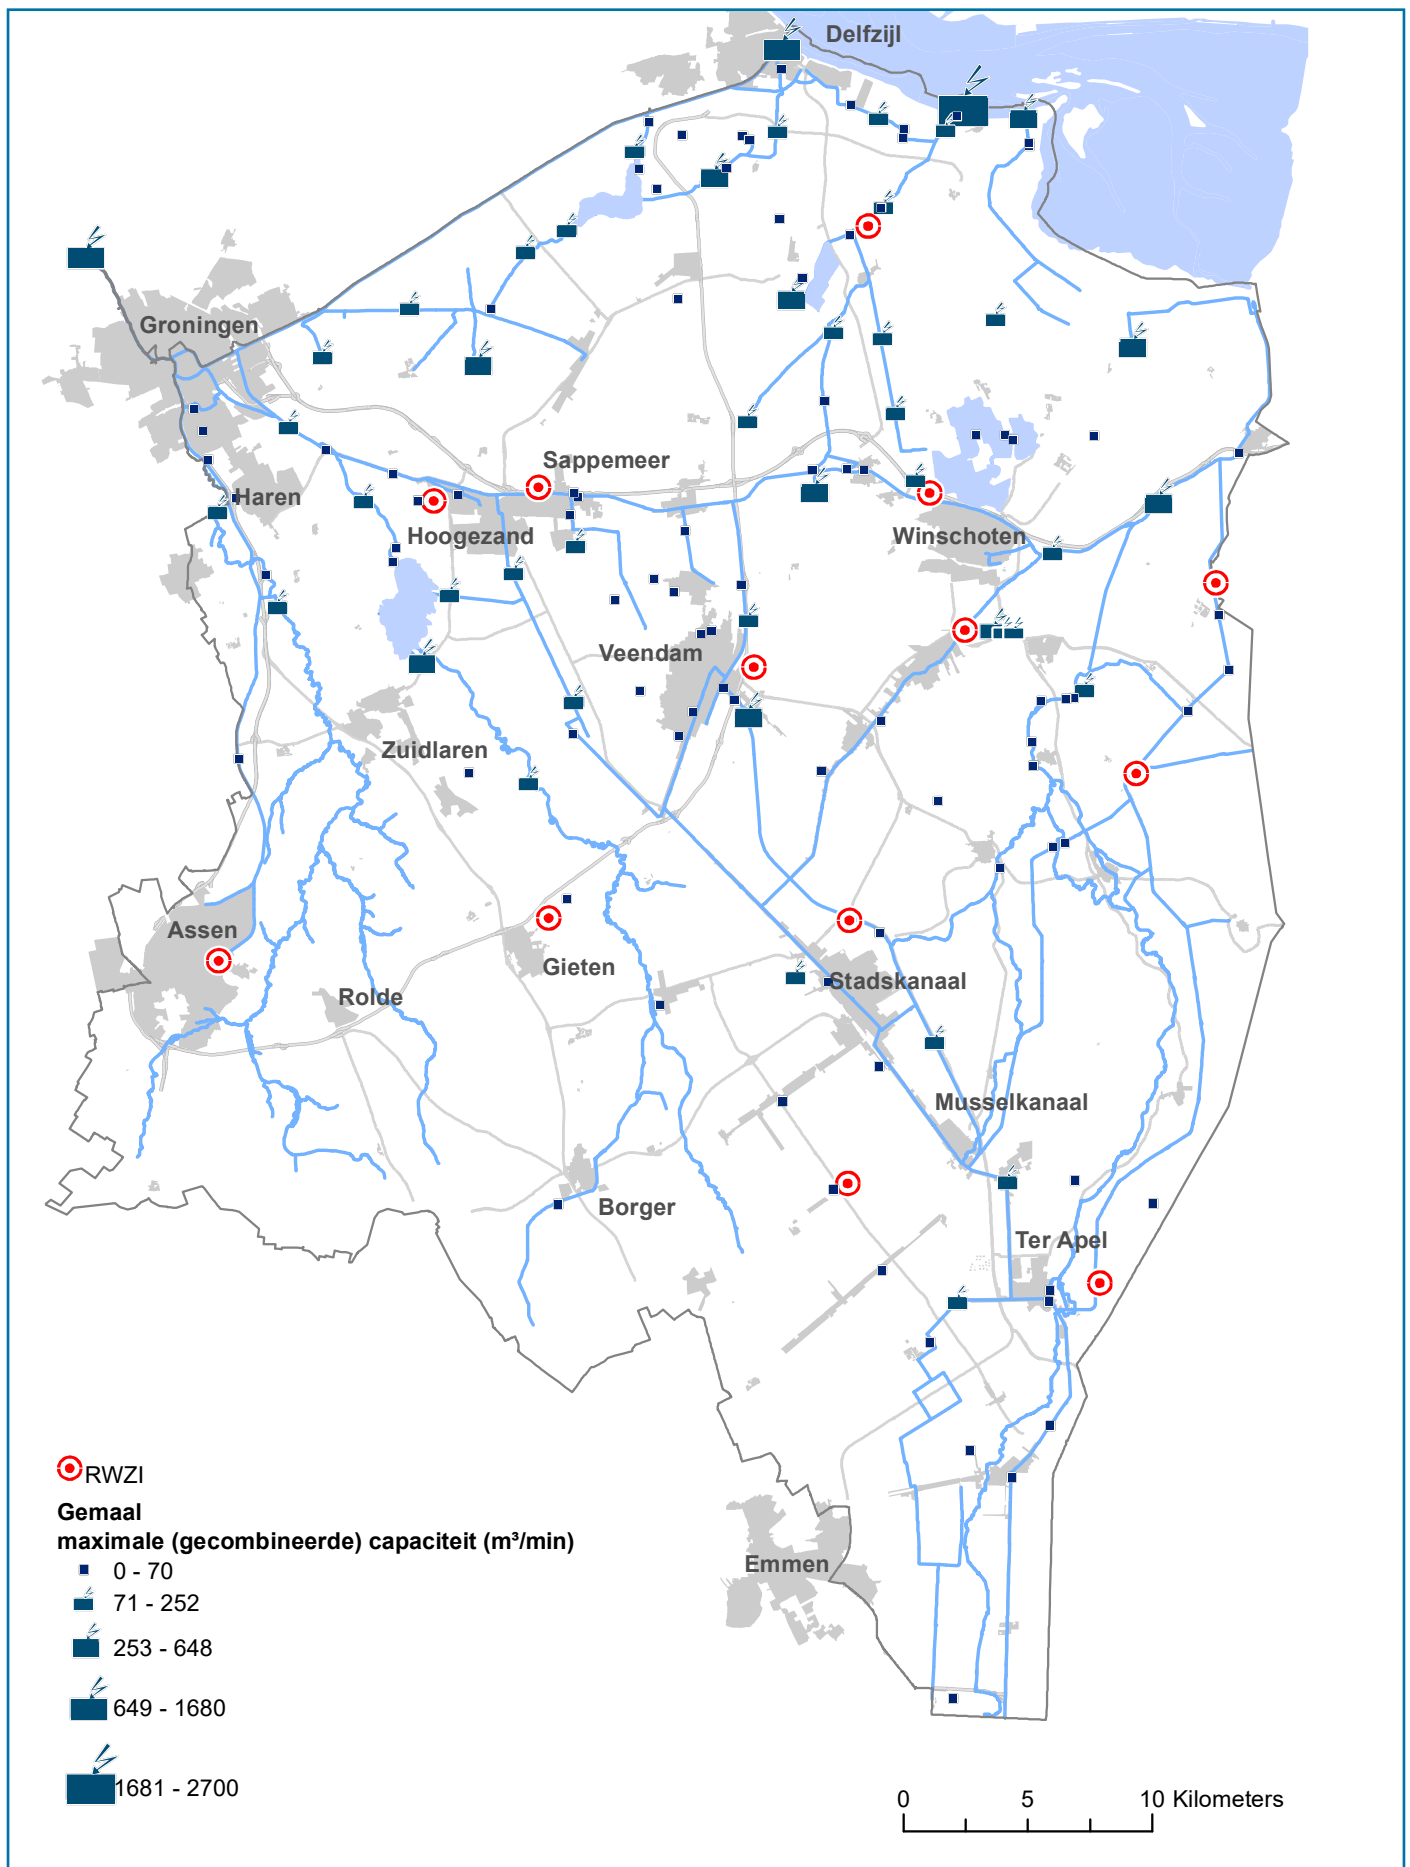 Delfzijl
Groningen
Sappemeer
Haren
Hoogezand
Winschoten
Veendam
Zuidlaren
Assen
Gieten
Stadskanaal
Rolde
Musselkanaal
Borger
Ter Apel
Emmen
RWZI
Gemaal
maximale (gecombineerde) capaciteit (m³/min)
0 - 70
71 - 252
253 - 648
649 - 1680
1681 - 2700
0 5 10 Kilometers